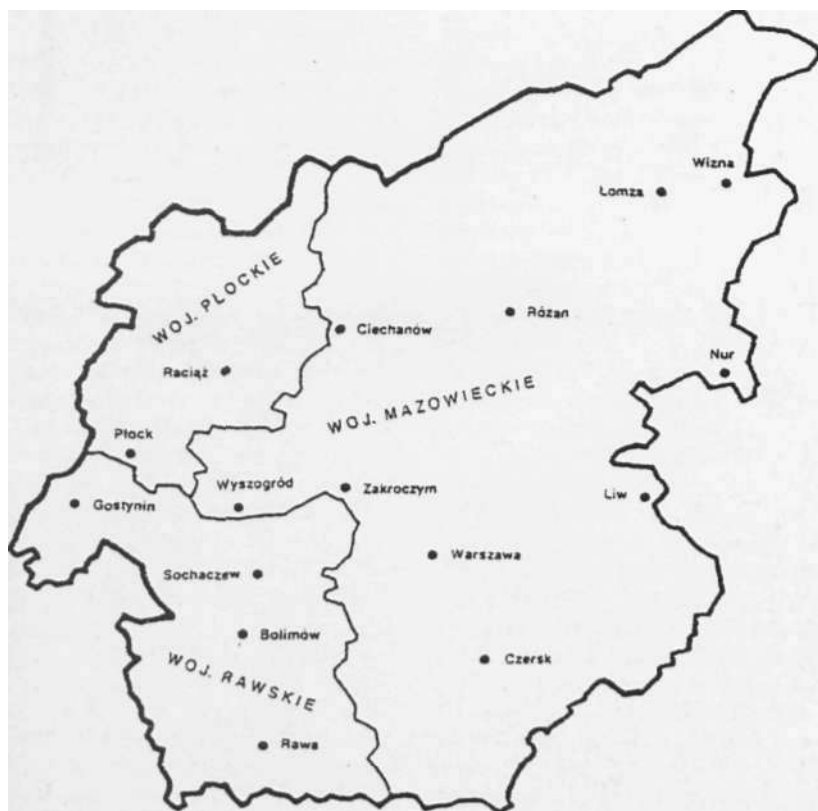 Wizna
Łomza
WOJ. PŁOCKIE
Ciechanów
Różan
Raciąż
Nur
WOJ. MAZOWIECKIE
Płock
Gostynin
Wyszogród
Zakroczym
Liw
Warszawa
Sochaczew
Bolimów
Czersk
WOJ. RAWSKIE
Rawa